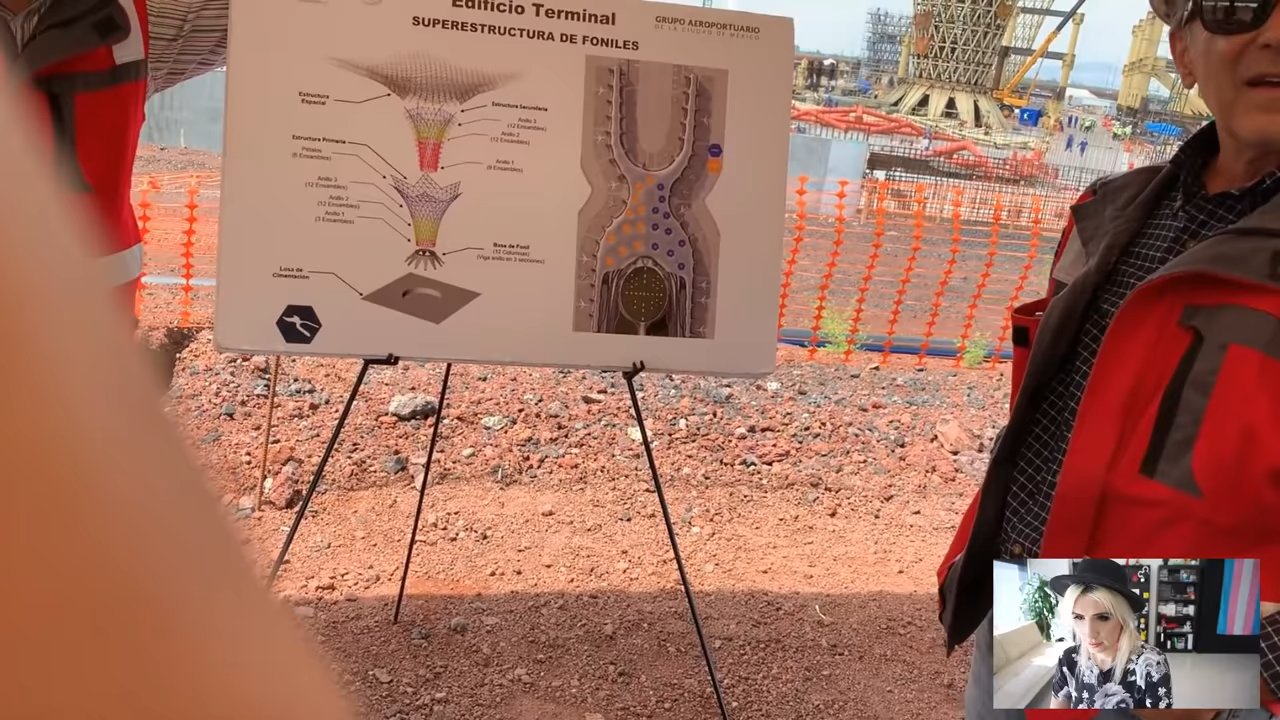 Edificio Terminal
SUPERESTRUCTURA DE FONILES
GRUPO AEROPORTUARIO
DE LA CIUDAD DE MÉXICO
Estructura
Espacial
Estructura Secundaria
Anillo 3
(12 Ensambles)
Anillo 2
(12 Ensambles)
Anillo 1
(9 Ensambles)
Estructura Primaria
Pétalos
(6 Ensambles)
Anillo 3
(12 Ensambles)
Anillo 2
(12 Ensambles)
Anillo 1
(3 Ensambles)
Base de Fonil
(12 Columnas)
(Viga anillo en 3 secciones)
Losa de
Cimentación